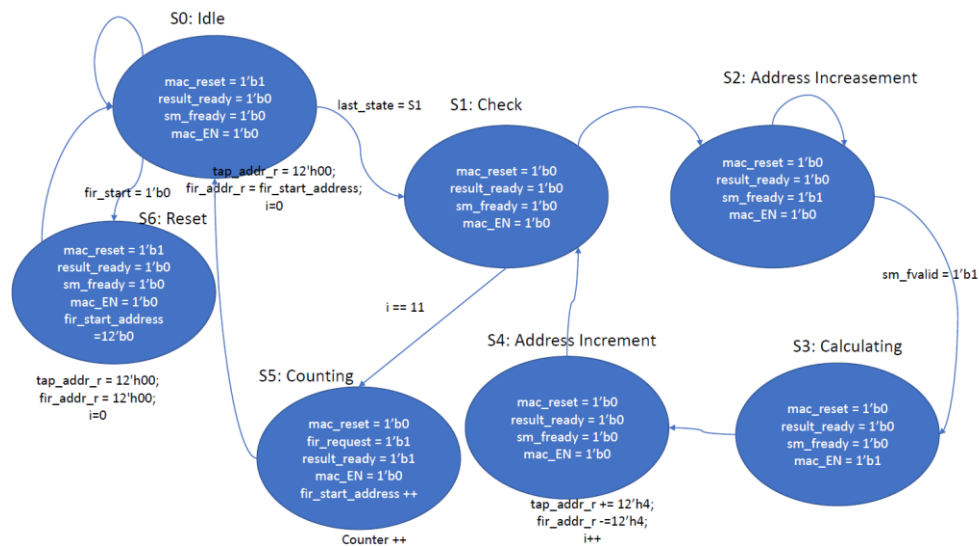 S0: Idle
mac_reset = 1'b1
result_ready = 1'b0
sm_fready = 1'b0
mac_EN = 1'b0
last_state = S1
tap_addr_r = 12'h00;
fir_addr_r = fir_start_address;
i=0
fir_start = 1'b0
S6: Reset
mac_reset = 1'b1
result_ready = 1'b0
sm_fready = 1'b0
mac_EN = 1'b0
fir_start_address
=12'b0
tap_addr_r = 12'h00;
fir_addr_r = 12'h00;
i=0
S1: Check
mac_reset = 1'b0
result_ready = 1'b0
sm_fready = 1'b0
mac_EN = 1'b0
S2: Address Increasement
mac_reset = 1'b0
result_ready = 1'b0
sm_fready = 1'b1
mac_EN = 1'b0
sm_fvalid = 1'b1
i == 11
S3: Calculating
mac_reset = 1'b0
result_ready = 1'b0
sm_fready = 1'b0
mac_EN = 1'b1
S4: Address Increment
mac_reset = 1'b0
result_ready = 1'b0
sm_fready = 1'b0
mac_EN = 1'b0
tap_addr_r += 12'h4;
fir_addr_r -=12'h4;
i++
S5: Counting
mac_reset = 1'b0
fir_request = 1'b1
result_ready = 1'b1
mac_EN = 1'b0
fir_start_address ++
Counter ++